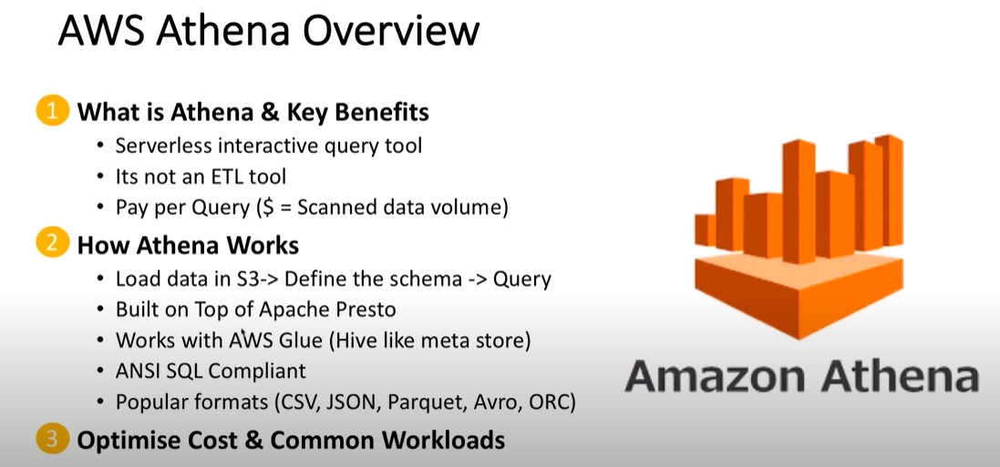 AWS Athena Overview
1 What is Athena & Key Benefits
• Serverless interactive query tool
• Its not an ETL tool
• Pay per Query ($ = Scanned data volume)
2 How Athena Works
• Load data in S3-> Define the schema -> Query
• Built on Top of Apache Presto
• Works with AWS Glue (Hive like meta store)
• ANSI SQL Compliant
• Popular formats (CSV, JSON, Parquet, Avro, ORC)
3 Optimise Cost & Common Workloads
Amazon Athena